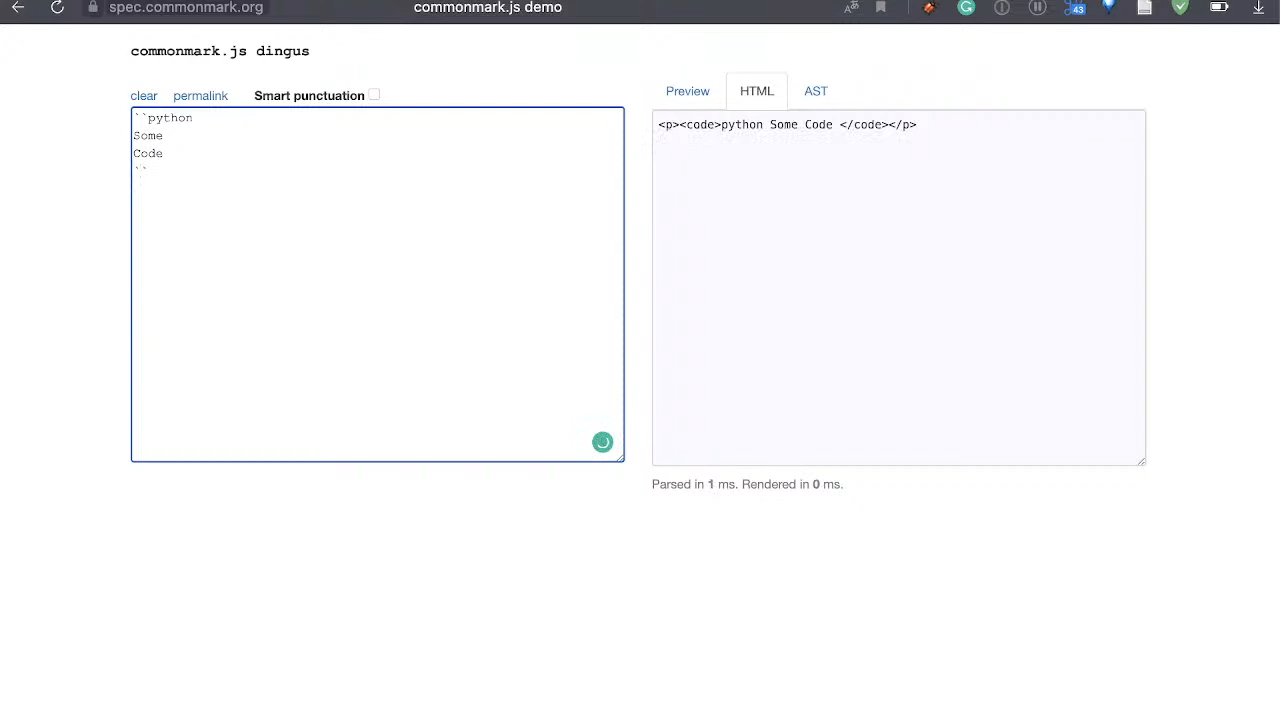 spec.commonmark.org
commonmark.js demo
43
commonmark.js dingus
clear permalink Smart punctuation
Preview HTML AST
``python
Some
Code
``
<p><code>python Some Code </code></p>
Parsed in 1 ms. Rendered in 0 ms.